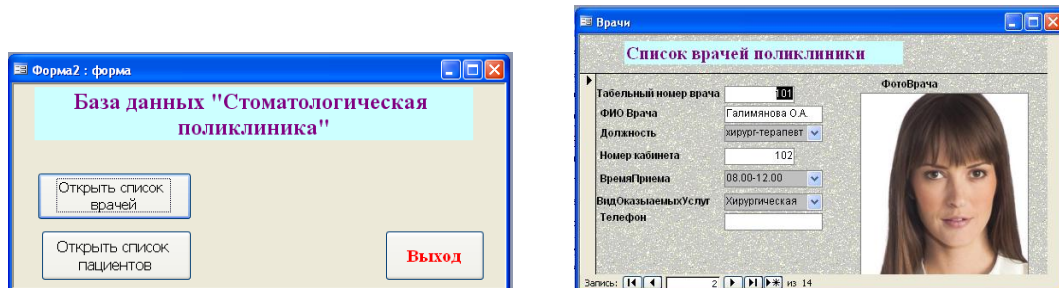 Форма2 : форма
База данных "Стоматологическая
поликлиника"
Открыть список
врачей
Открыть список
пациентов
Выход
Врачи
Список врачей поликлиники
ФотоВрача
Табельный номер врача 101
ФИО Врача Галимянова О.А.
Должность хирург-терапевт
Номер кабинета 102
ВремяПриема 08.00-12.00
ВидОказыаемыхУслуг Хирургическая
Телефон
Запись: 2 из 14